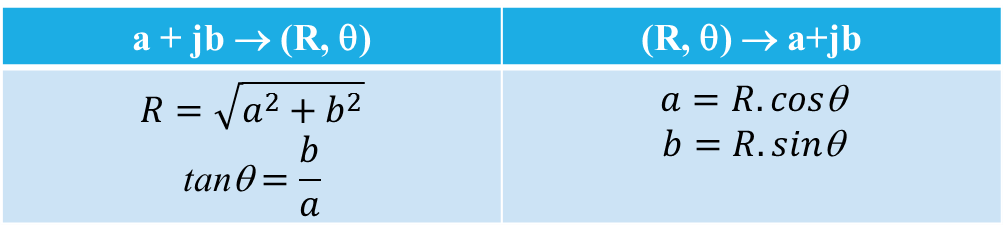 a + jb → (R, θ)
(R, θ) → a+jb
R = √(a² + b²)
tanθ = b/a
a = R.cosθ
b = R.sinθ